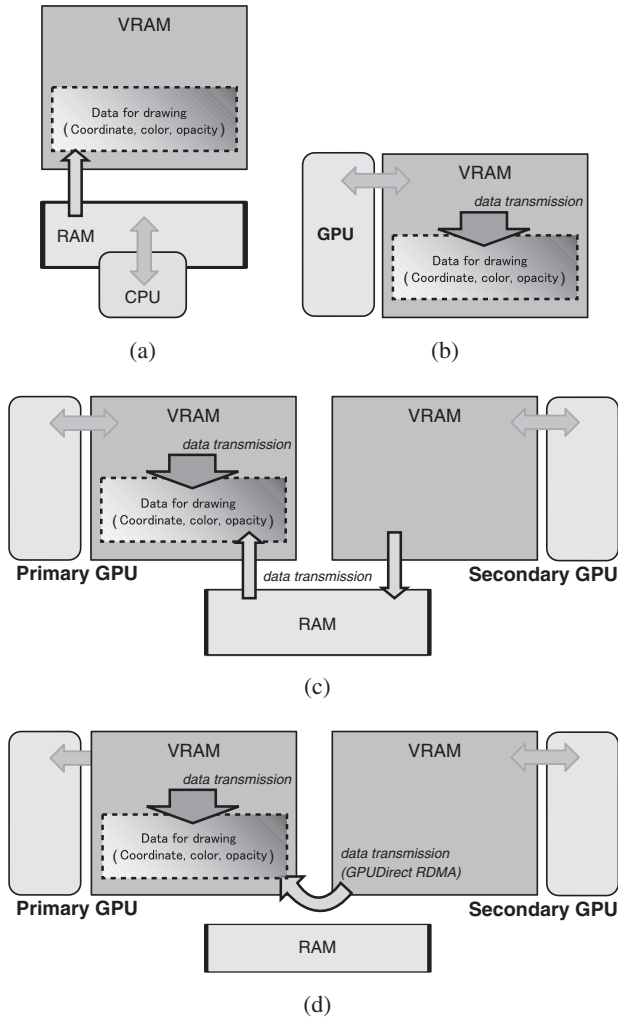 VRAM
Data for drawing
(Coordinate, color, opacity)
RAM
CPU
(a)
GPU
VRAM
data transmission
Data for drawing
(Coordinate, color, opacity)
(b)
VRAM
data transmission
Data for drawing
(Coordinate, color, opacity)
Primary GPU
VRAM
Secondary GPU
data transmission
RAM
(c)
VRAM
data transmission
Data for drawing
(Coordinate, color, opacity)
Primary GPU
VRAM
data transmission
(GPUDirect RDMA)
Secondary GPU
RAM
(d)